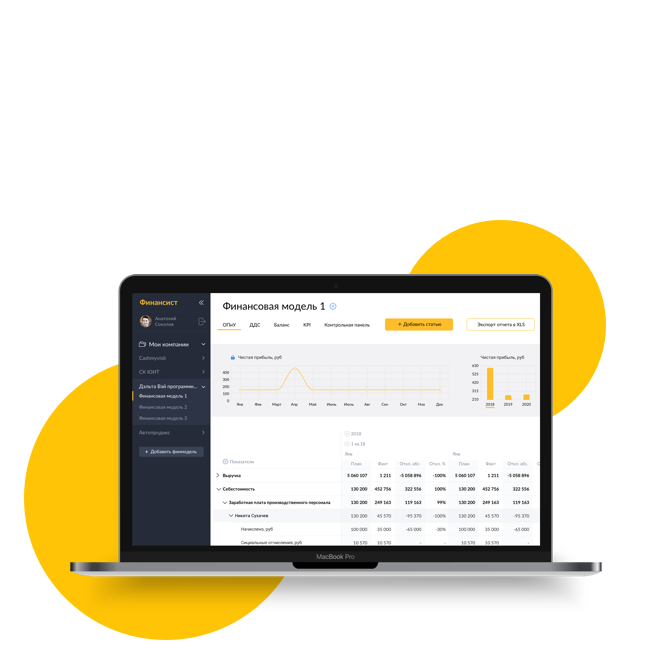 Финансист
Анатолий
Соколов
Мои компании
Cashmyvisit
СК ЮИТ
Дэльта Вэй программи...
Финансовая модель 1
Финансовая модель 2
Финансовая модель 3
Автопродикс
+ Добавить финмодель
Финансовая модель 1
ОПиУ ДДС Баланс KPI Контрольная панель
+ Добавить статью
Экспорт отчета в XLS
Чистая прибыль, руб
400
300
200
100
0
Янв Фев Март Апр Май Июнь Июль Авг Сен Окт Ноя Дек
Чистая прибыль, руб
630
525
420
315
210
2018 2019 2020
2018
1 кв.18
Янв Янв
Показатели План Факт Откл. абс. Откл. % План Факт Откл. абс.
Выручка 5 060 107 1 211 -5 058 896 -100% 5 060 107 1 211 -5 058 896
Себестоимость 130 200 452 756 322 556 100% 130 200 452 756 322 556
Заработная плата производственного персонала 130 200 249 163 119 163 99% 130 200 249 163 119 163
Никита Сухачев 130 200 45 570 -95 370 -100% 130 200 45 570 -95 370
Начислено, руб 100 000 35 000 -65 000 -30% 100 000 35 000 -65 000
Сицивльные отчисления, руб 10 570 10 570 - - 10 570 10 570 -
MacBook Pro